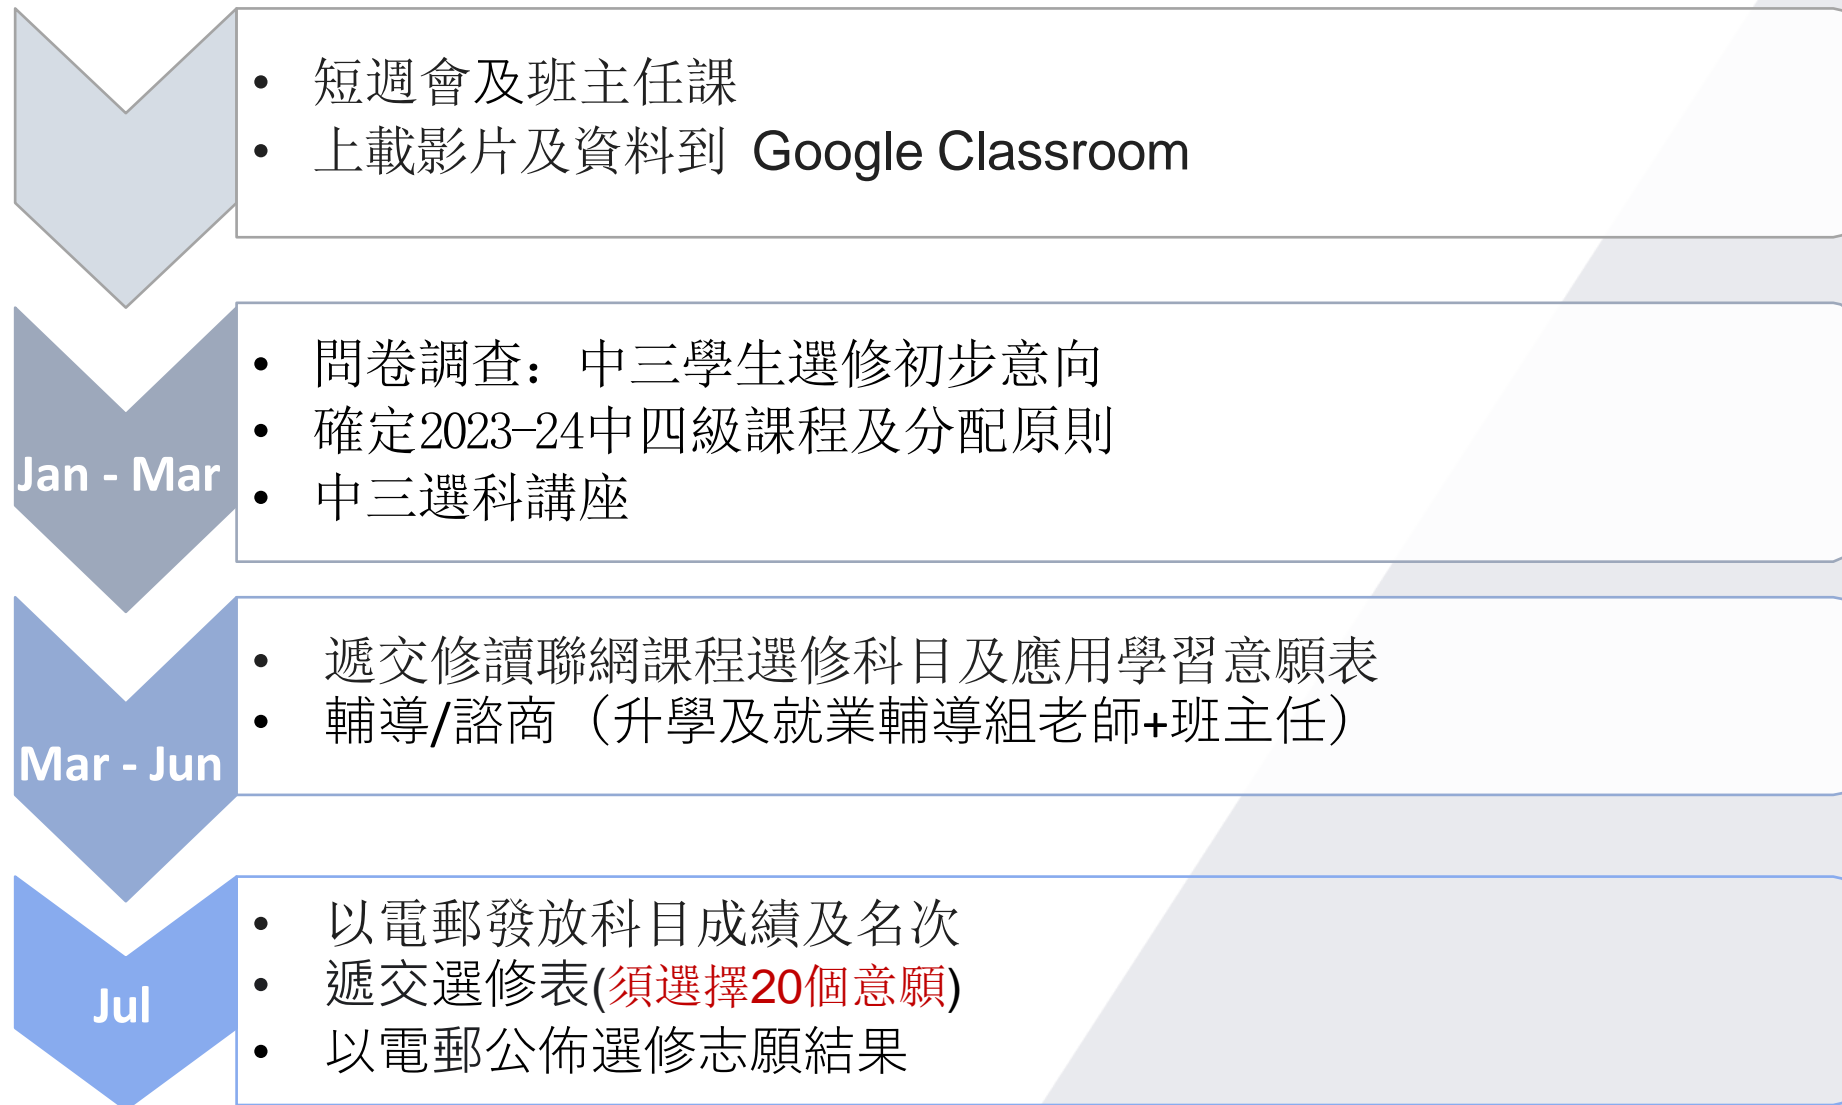 • 短週會及班主任課
• 上載影片及資料到 Google Classroom
Jan - Mar
• 問卷調查：中三學生選修初步意向
• 確定2023-24中四級課程及分配原則
• 中三選科講座
Mar - Jun
• 遞交修讀聯網課程選修科目及應用學習意願表
• 輔導/諮商（升學及就業輔導組老師+班主任）
Jul
• 以電郵發放科目成績及名次
• 遞交選修表(須選擇20個意願)
• 以電郵公佈選修志願結果